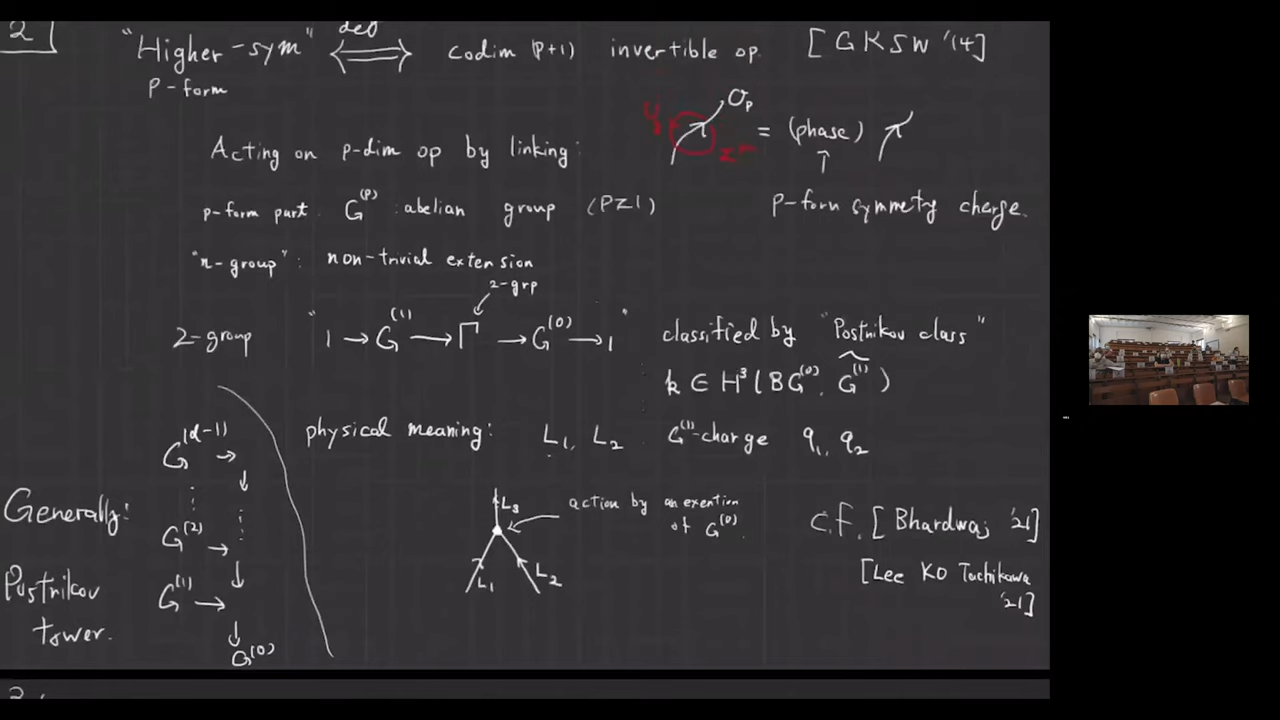 2
"Higher-sym" ⟺ def codim (p+1) invertible op. [GKSW '14]
p-form
Acting on p-dim op by linking:
O_p = (phase)
p-form part. G^(p) : abelian group (p≥1)
p-form symmety charge.
"n-group": non-trivial extension
2-grp
2-group "1 → G^(1) → Γ → G^(0) → 1" classified by "Postnikov class"
k ∈ H^3(BG^(0), G^(1))
physical meaning: L_1, L_2 G^(1)-charge q_1, q_2
Generally:
Postnikov
tower.
G^(d-1) →
↓
⋮ ⋮
G^(2) →
↓
G^(1) →
↓
G^(0)
L_3
L_1 L_2
action by an exention
of G^(0).
c.f. [Bhardwaj '21]
[Lee KO Tachikawa
'21]